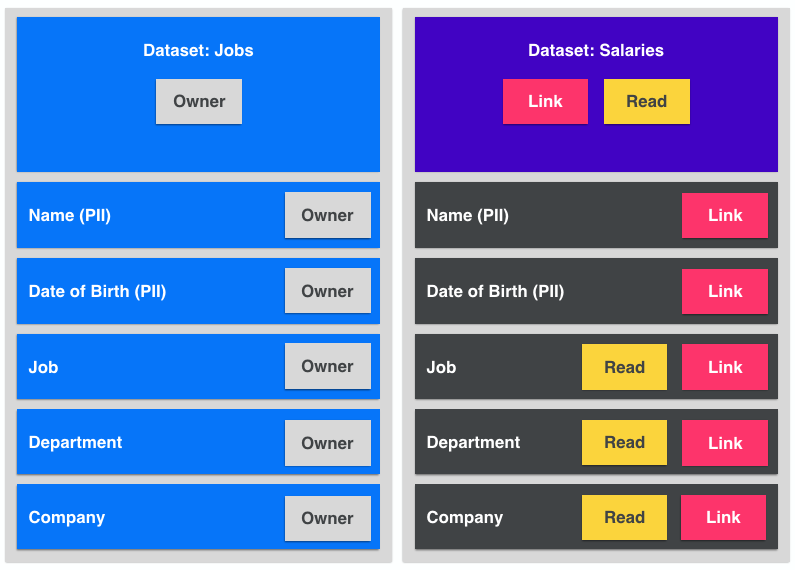 Dataset: Jobs
Owner
Name (PII) Owner
Date of Birth (PII) Owner
Job Owner
Department Owner
Company Owner
Dataset: Salaries
Link Read
Name (PII) Link
Date of Birth (PII) Link
Job Read Link
Department Read Link
Company Read Link